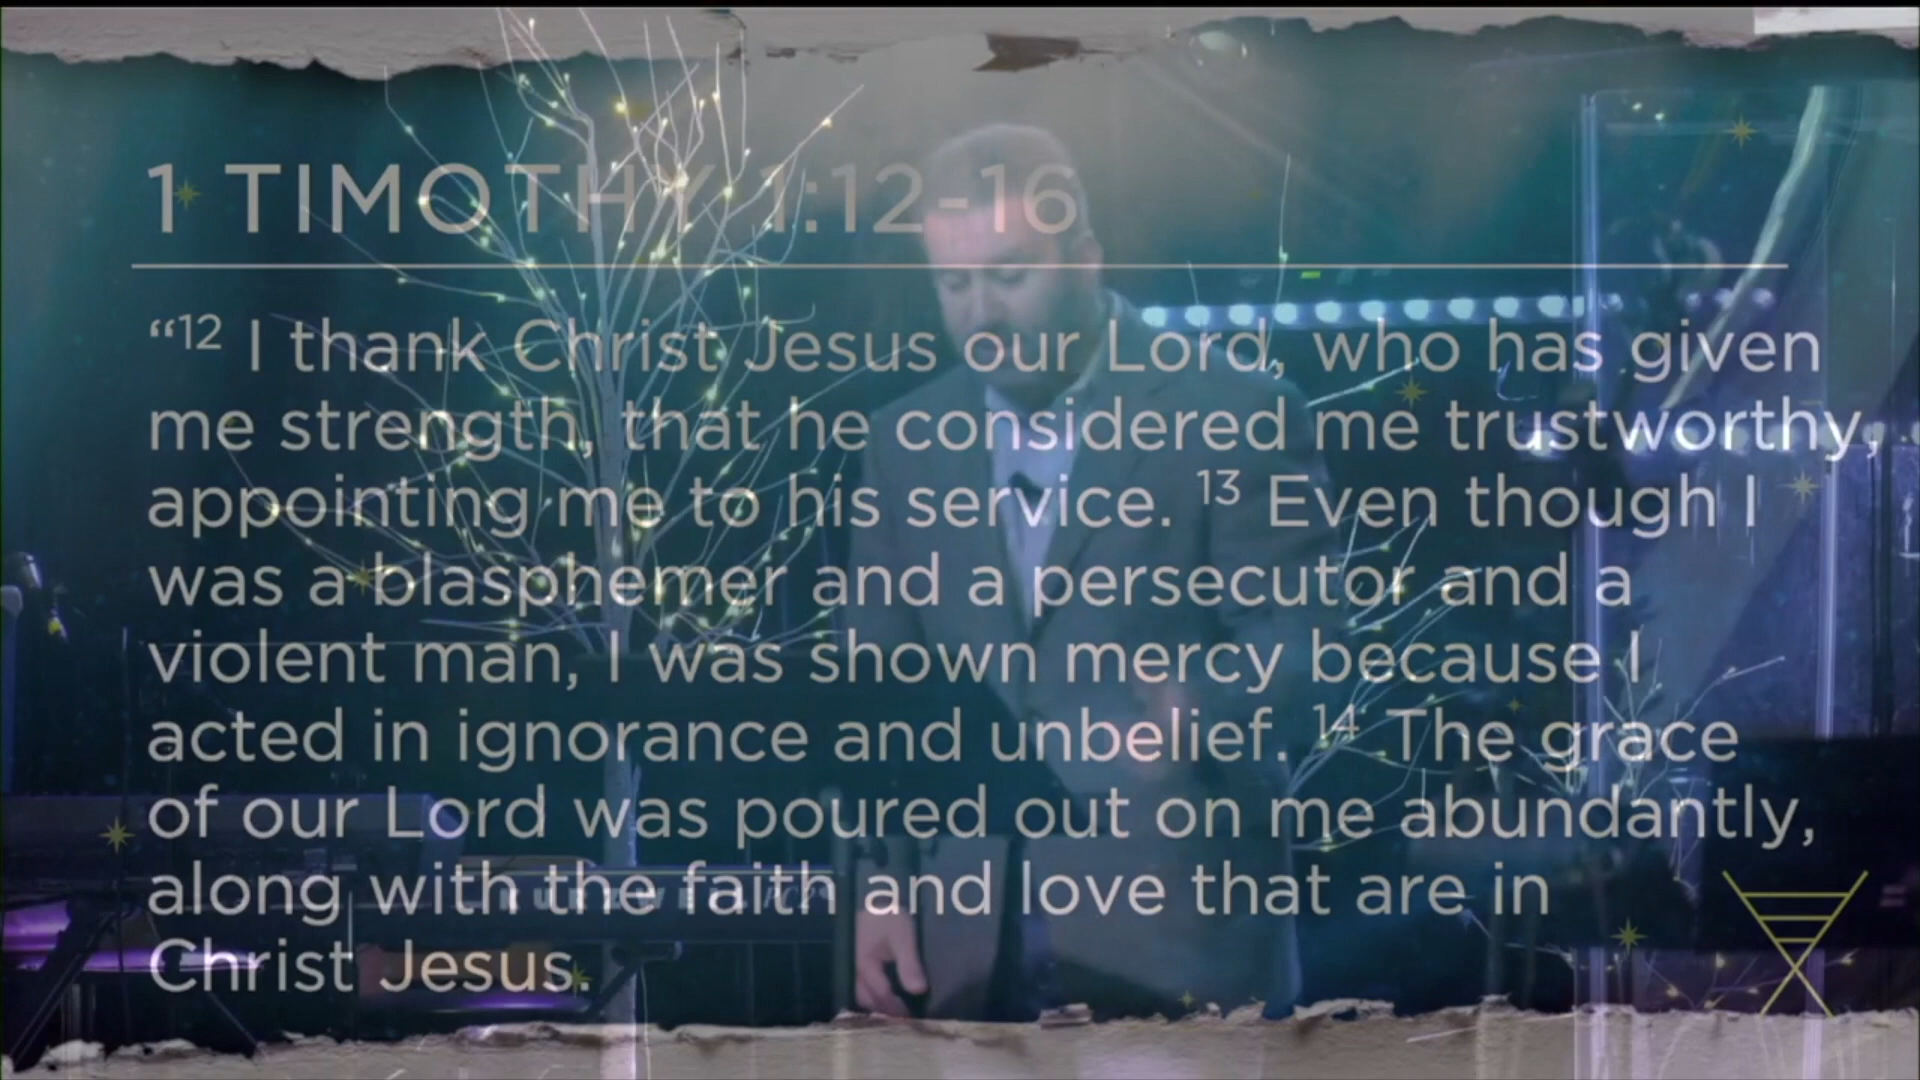 1 TIMOTHY 1:12-16
“12 I thank Christ Jesus our Lord, who has given
me strength, that he considered me trustworthy,
appointing me to his service. 13 Even though I
was a blasphemer and a persecutor and a
violent man, I was shown mercy because I
acted in ignorance and unbelief. 14 The grace
of our Lord was poured out on me abundantly,
along with the faith and love that are in
Christ Jesus.
KURZWEIL